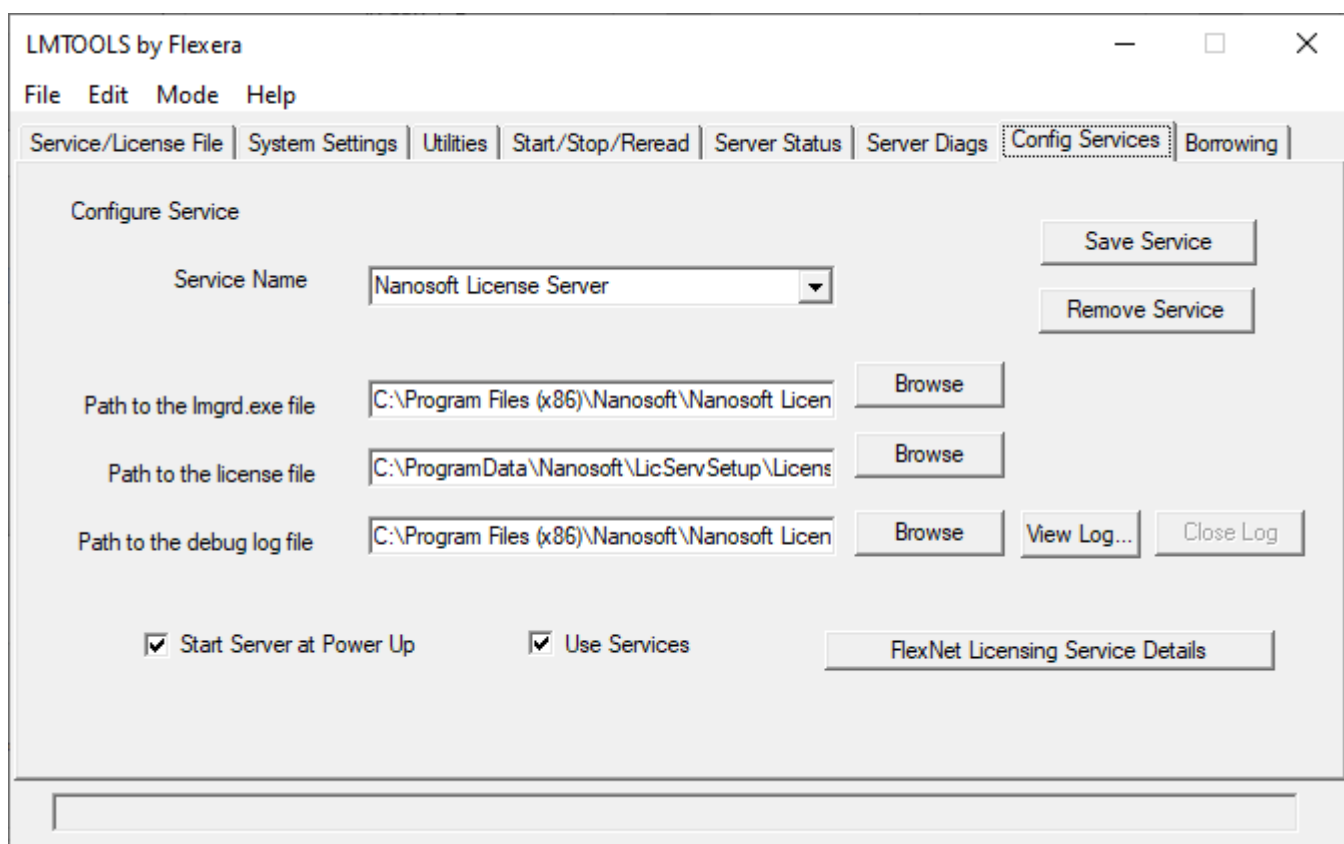 LMTOOLS by Flexera
File Edit Mode Help
Service/License File System Settings Utilities Start/Stop/Reread Server Status Server Diags Config Services Borrowing
Configure Service
Save Service
Service Name Nanosoft License Server
Remove Service
Path to the lmgrd.exe file C:\Program Files (x86)\Nanosoft\Nanosoft Licen Browse
Path to the license file C:\ProgramData\Nanosoft\LicServSetup\Licens Browse
Path to the debug log file C:\Program Files (x86)\Nanosoft\Nanosoft Licen Browse View Log... Close Log
Start Server at Power Up Use Services FlexNet Licensing Service Details